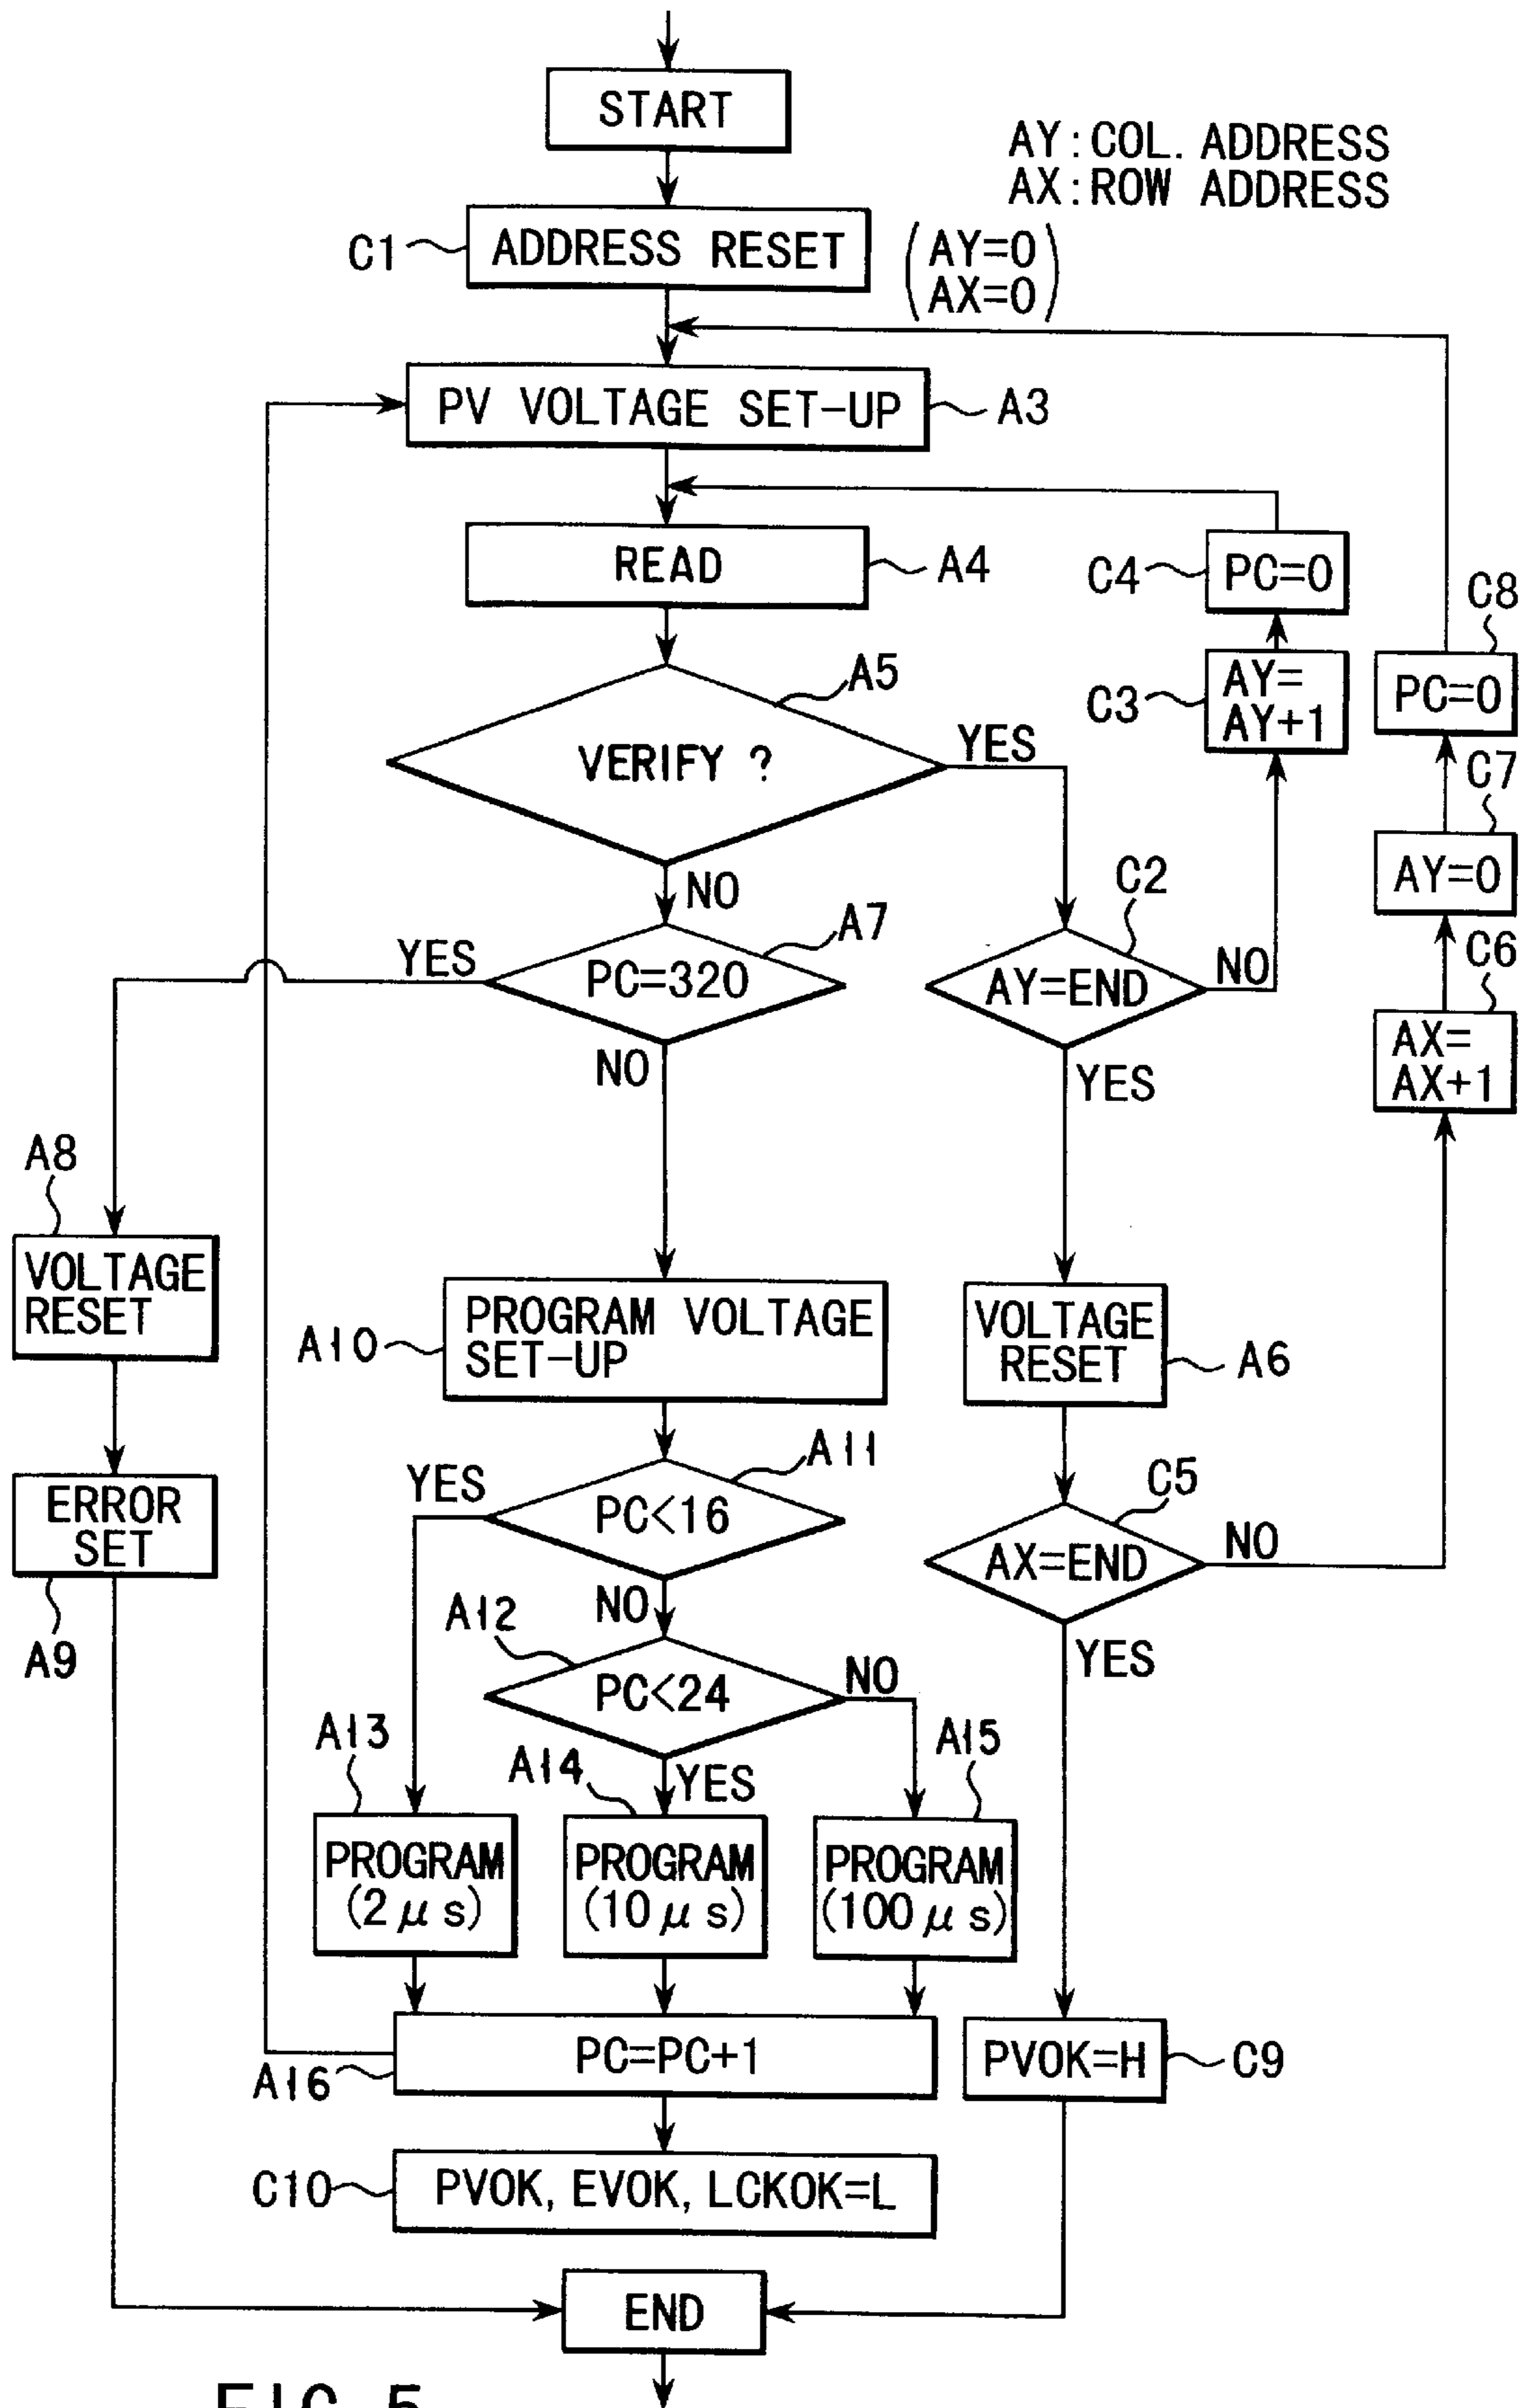 START
AY:COL. ADDRESS
AX:ROW ADDRESS
C1
ADDRESS RESET
(AY=0
AX=0)
PV VOLTAGE SET-UP
A3
READ
A4
C4
PC=0
C8
PC=0
C3
AY=
AY+1
A5
VERIFY ?
YES
NO
C7
AY=0
A7
PC=320
YES
NO
C2
AY=END
NO
YES
C6
AX=
AX+1
A8
VOLTAGE
RESET
A10
PROGRAM VOLTAGE
SET-UP
VOLTAGE
RESET
A6
A9
ERROR
SET
A11
PC<16
YES
NO
C5
AX=END
NO
YES
A12
PC<24
NO
YES
A13
PROGRAM
(2μs)
A14
PROGRAM
(10μs)
A15
PROGRAM
(100μs)
A16
PC=PC+1
PVOK=H
C9
C10
PVOK, EVOK, LCKOK=L
END
FIG. 5